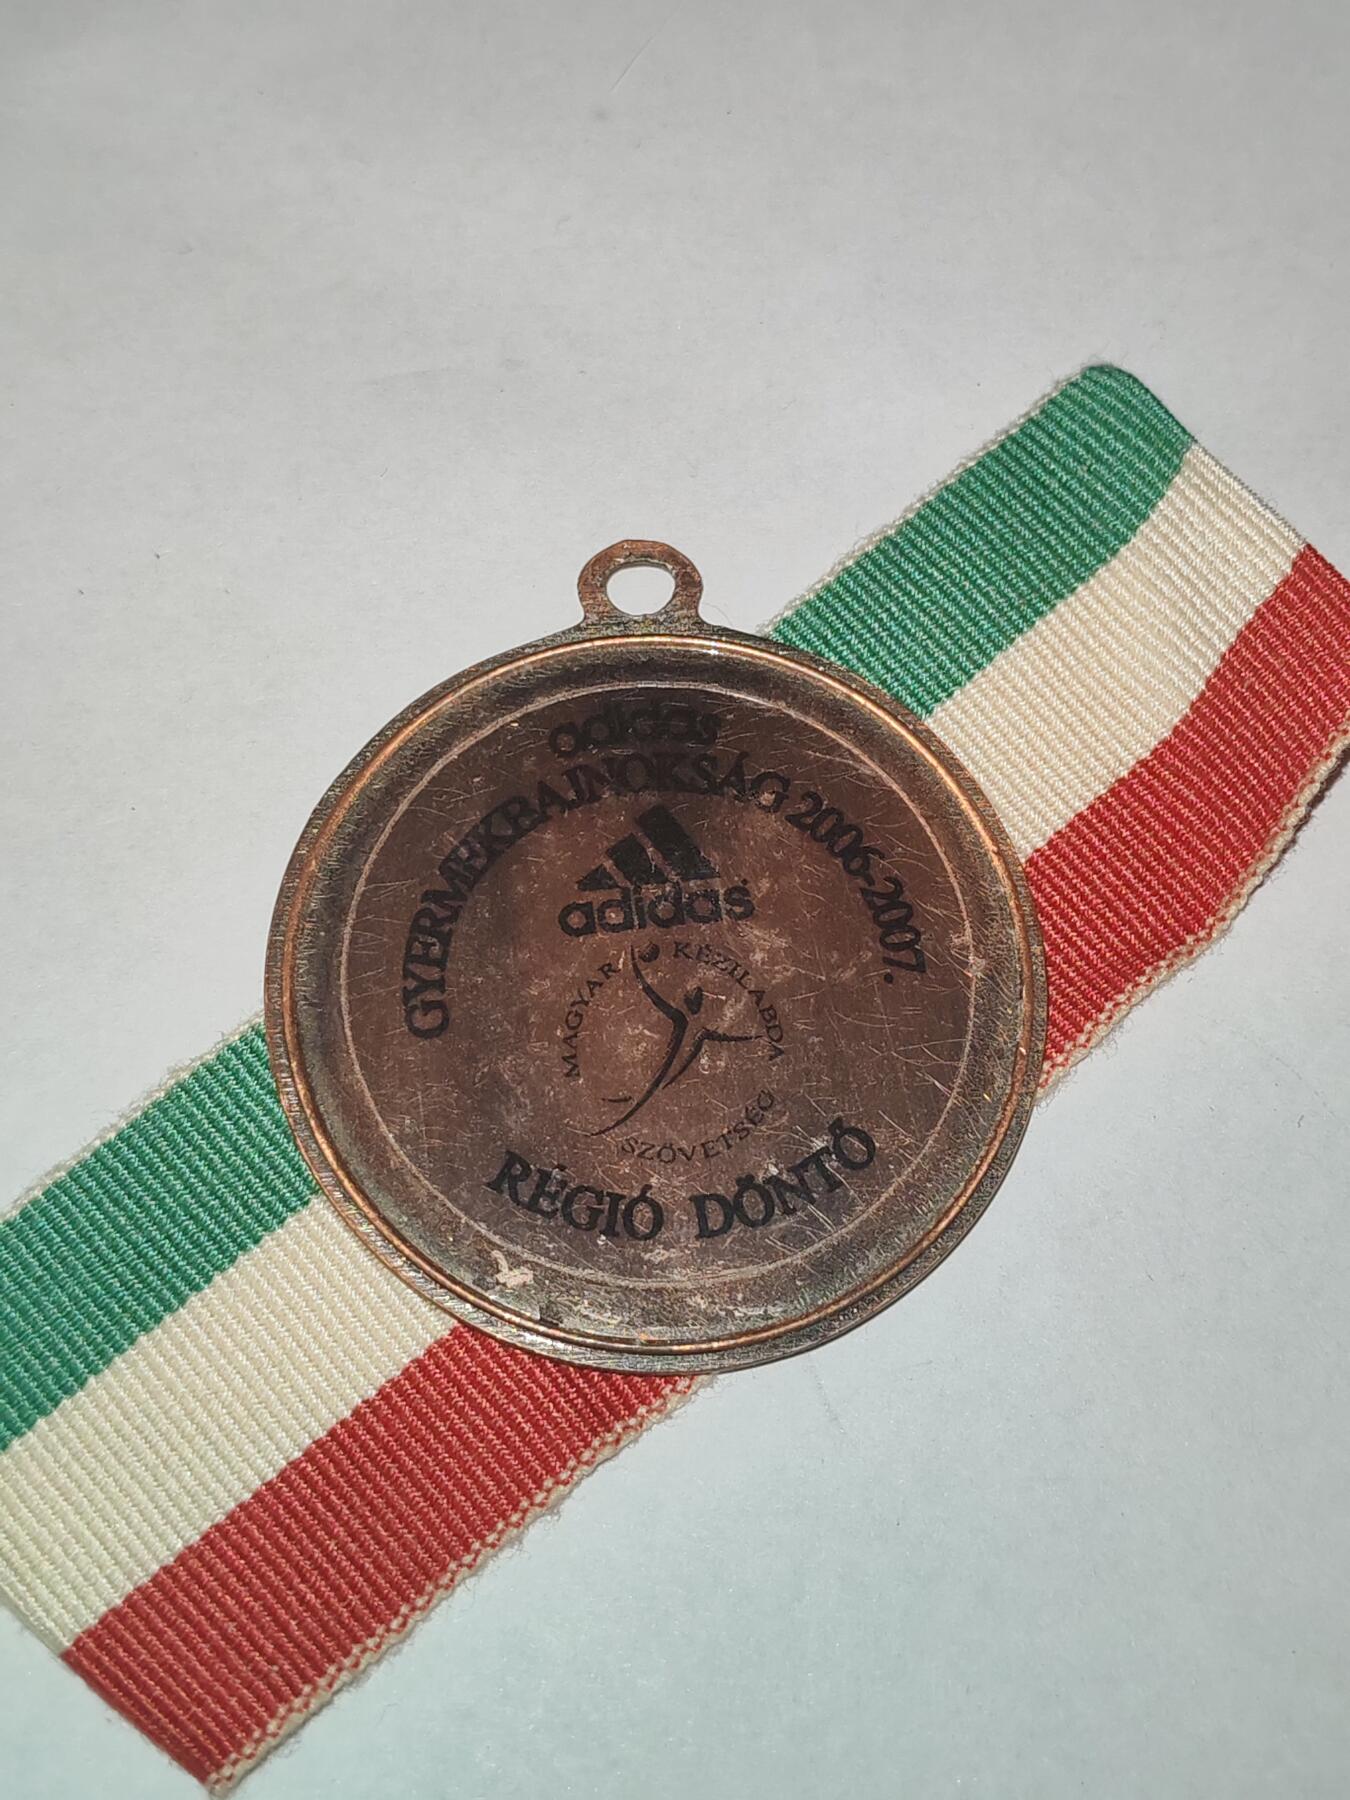 adidas
GYERMEKBAJNOKSÁG 2006-2007.
adidas
MAGYAR KÉZILABDA SZÖVETSÉG
RÉGIÓ DÖNTŐ